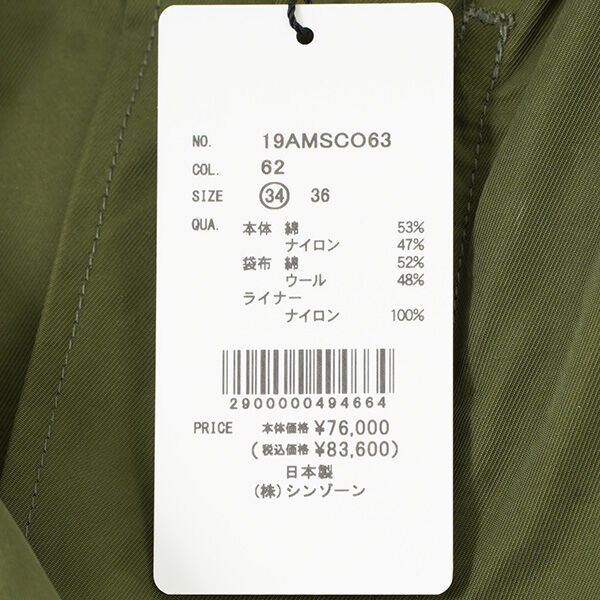 NO. 19AMSCO63
COL. 62
SIZE 34 36
QUA. 本体 綿 53%
ナイロン 47%
袋布 綿 52%
ウール 48%
ライナー
ナイロン 100%
2900000494664
PRICE 本体価格 ¥76,000
(税込価格 ¥83,600)
日本製
(株)シンゾーン